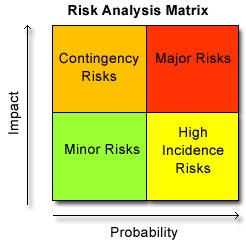 Risk Analysis Matrix
Impact
Contingency
Risks
Major Risks
Minor Risks
High
Incidence
Risks
Probability